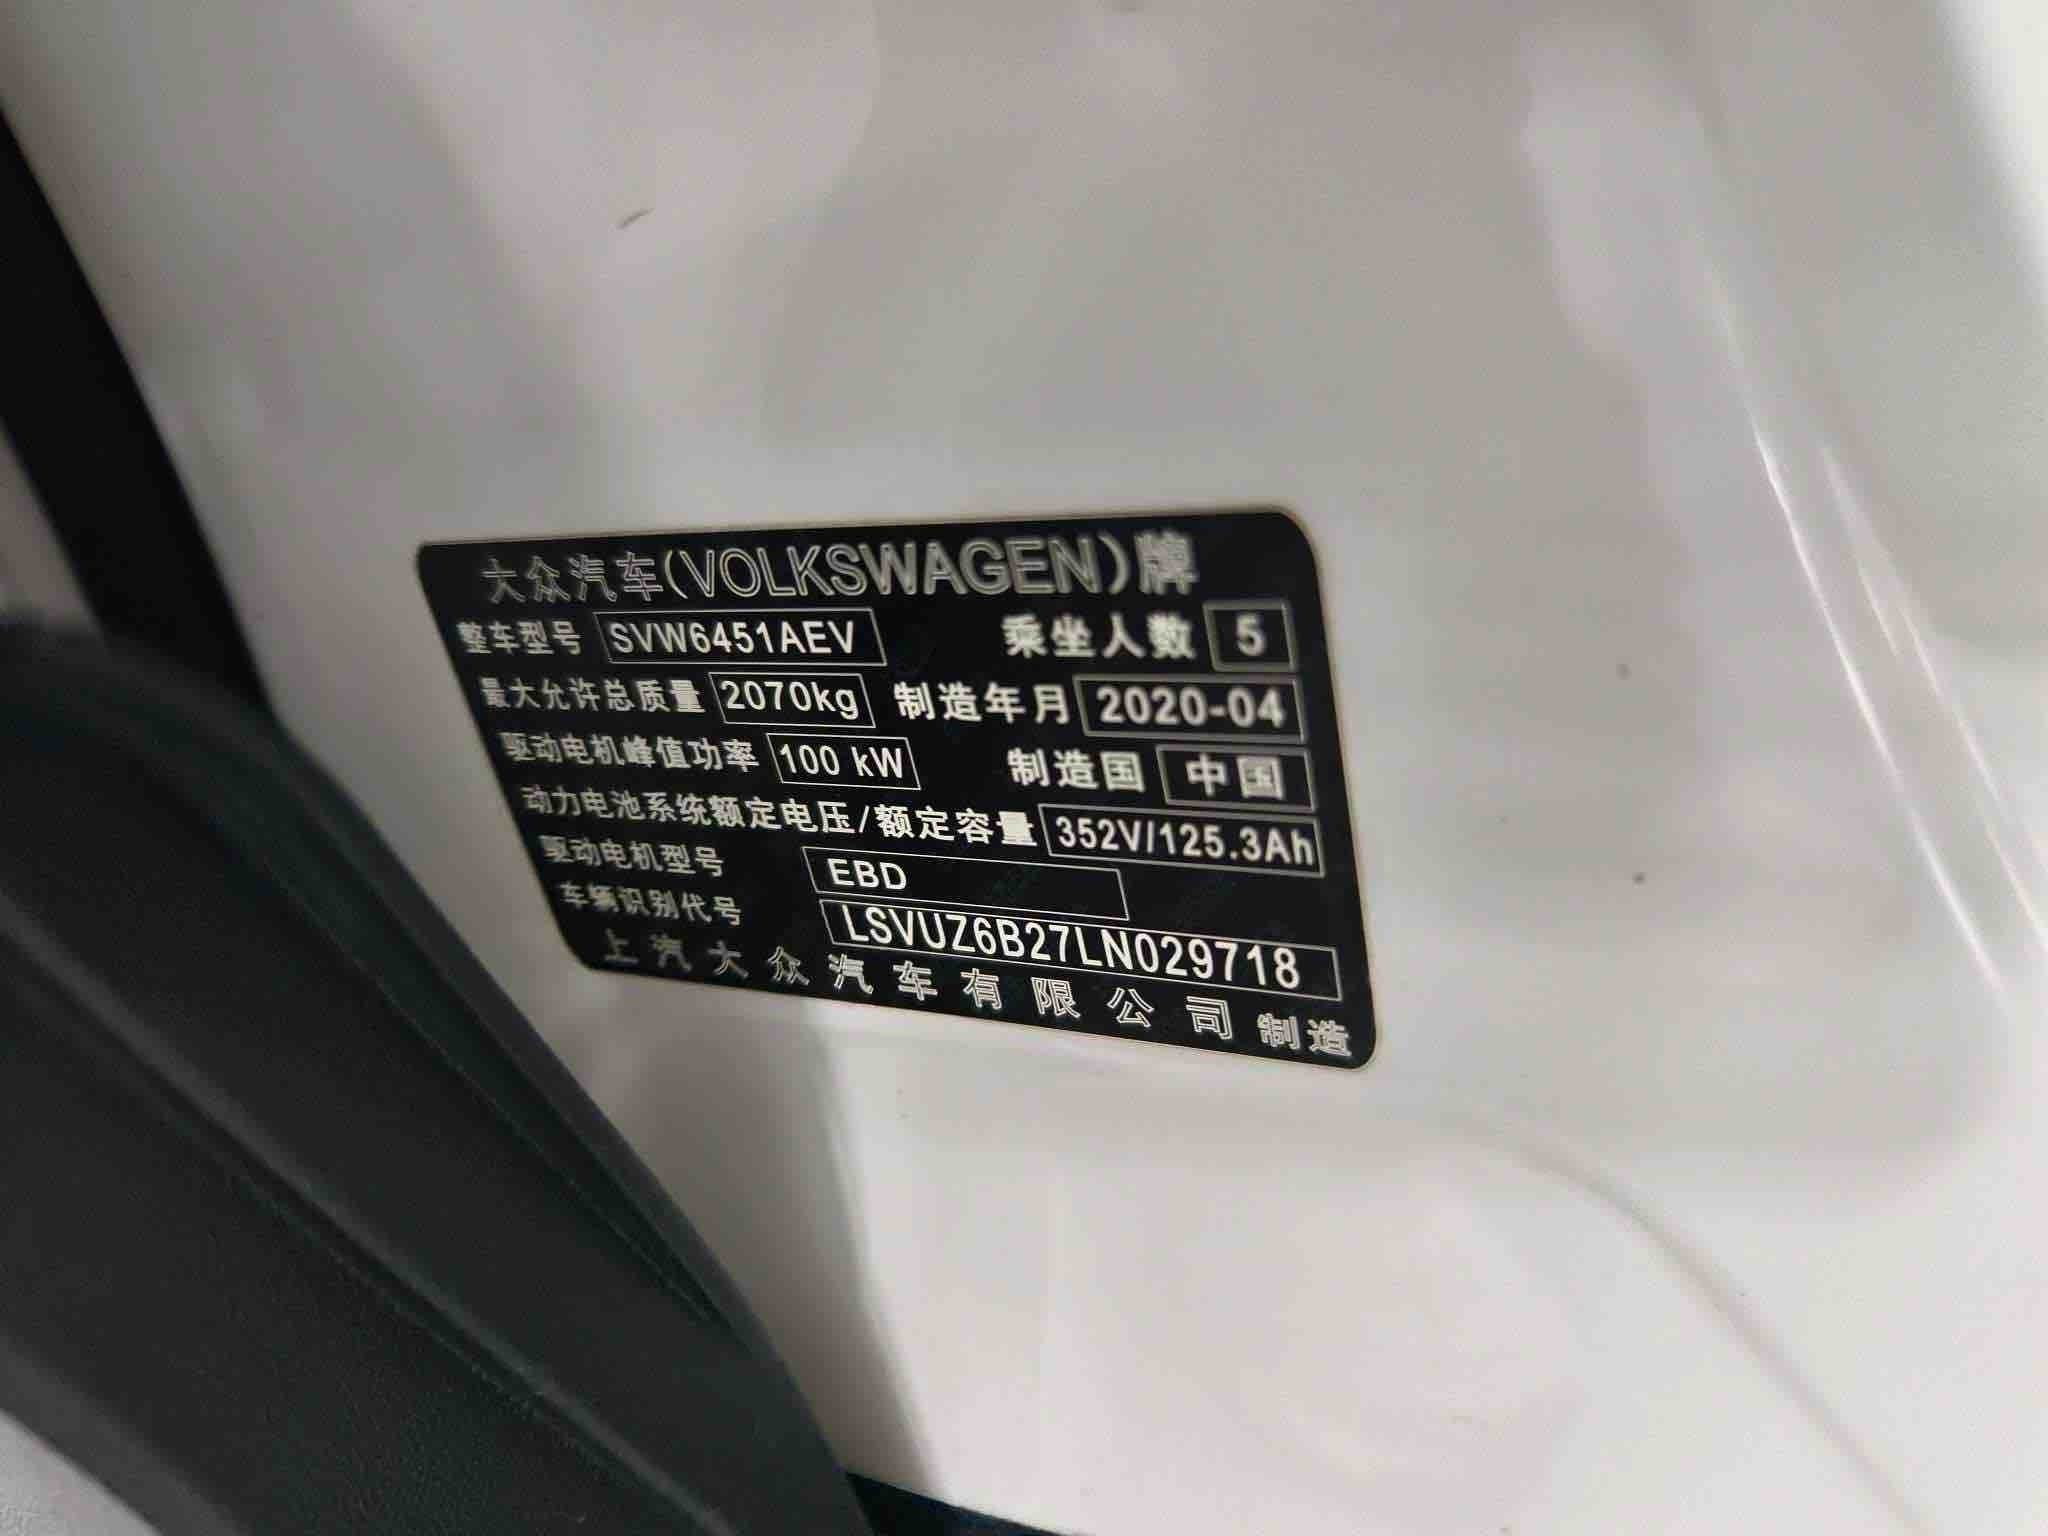 大众汽车(VOLKSWAGEN)牌
整车型号 SVW6451AEV 乘坐人数 5
最大允许总质量 2070kg 制造年月 2020-04
驱动电机峰值功率 100 kW 制造国 中国
动力电池系统额定电压/额定容量 352V/125.3Ah
驱动电机型号 EBD
车辆识别代号 LSVUZ6B27LN029718
上汽大众汽车有限公司 制造